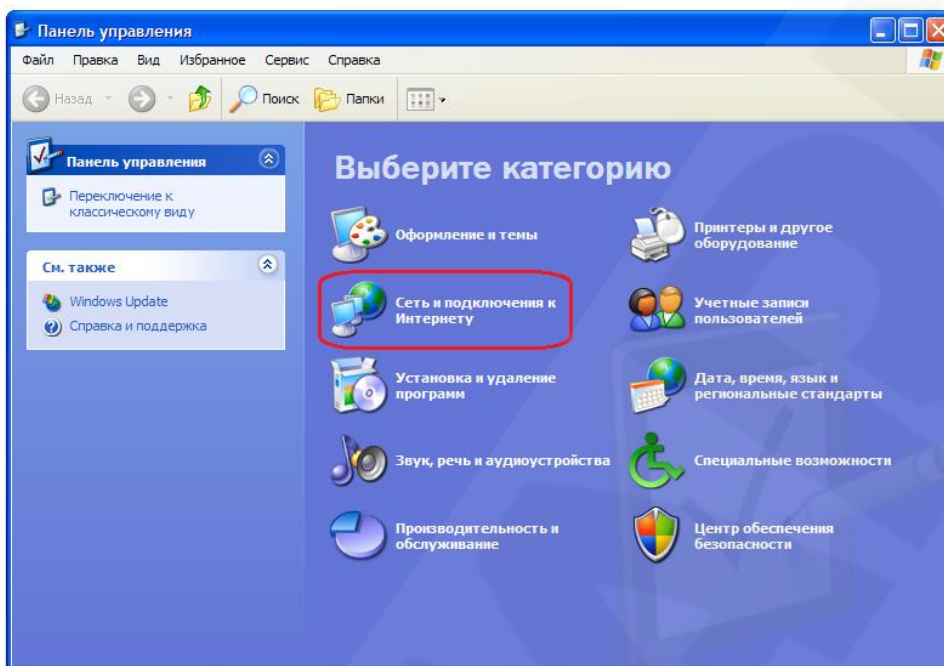 Панель управления
Файл Правка Вид Избранное Сервис Справка
Назад Поиск Папки
Панель управления
Переключение к
классическому виду
См. также
Windows Update
Справка и поддержка
Выберите категорию
Оформление и темы
Принтеры и другое
оборудование
Сеть и подключения к
Интернету
Учетные записи
пользователей
Установка и удаление
программ
Дата, время, язык и
региональные стандарты
Звук, речь и аудиоустройства
Специальные возможности
Производительность и
обслуживание
Центр обеспечения
безопасности